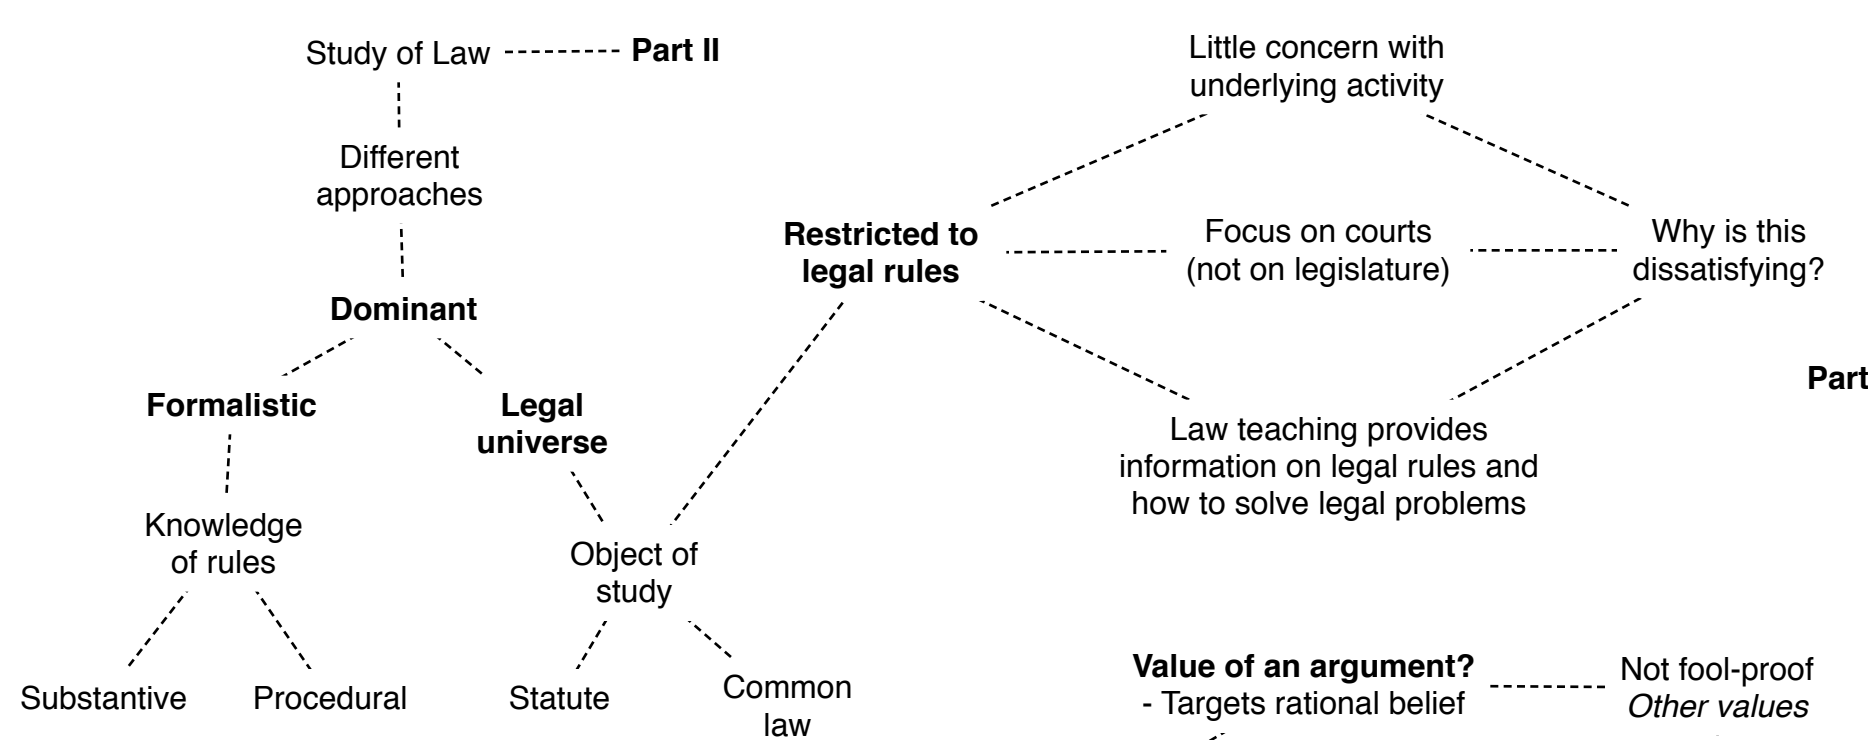 Study of Law
Part II
Different
approaches
Dominant
Formalistic
Legal
universe
Knowledge
of rules
Substantive
Procedural
Object of
study
Statute
Common
law
Restricted to
legal rules
Little concern with
underlying activity
Focus on courts
(not on legislature)
Why is this
dissatisfying?
Law teaching provides
information on legal rules and
how to solve legal problems
Part
Value of an argument?
- Targets rational belief
Not fool-proof
Other values